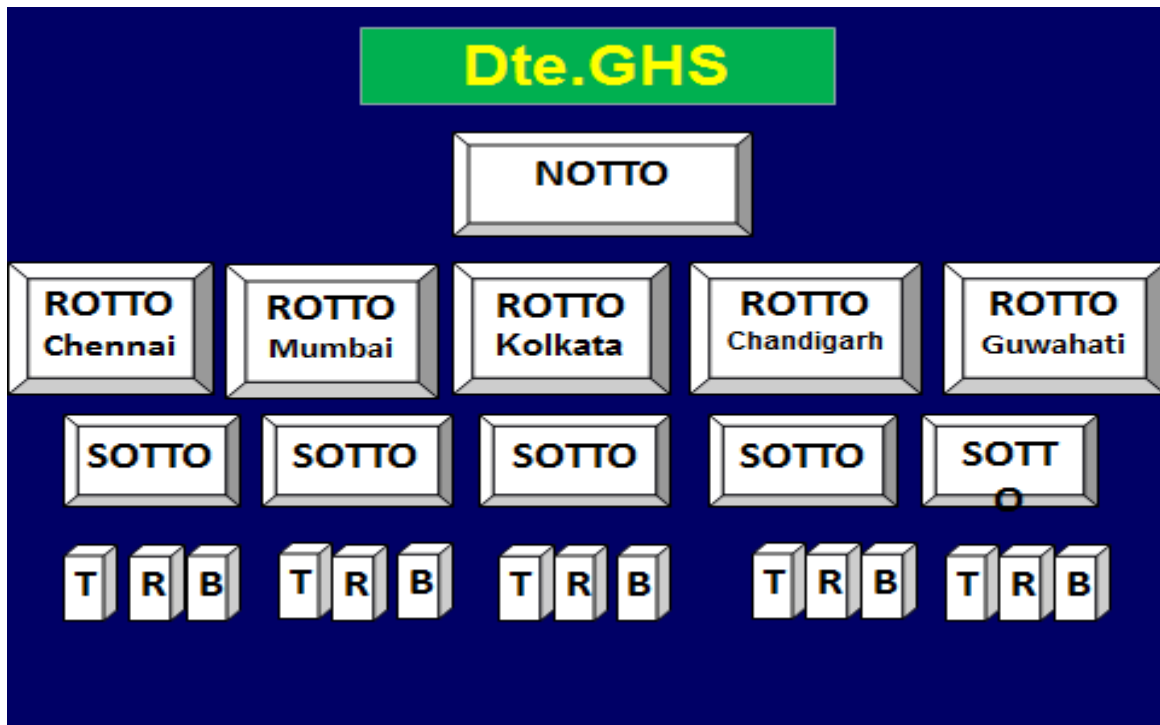 Dte.GHS
NOTTO
ROTTO
Chennai
ROTTO
Mumbai
ROTTO
Kolkata
ROTTO
Chandigarh
ROTTO
Guwahati
SOTTO
SOTTO
SOTTO
SOTTO
SOTT
O
T R B
T R B
T R B
T R B
T R B